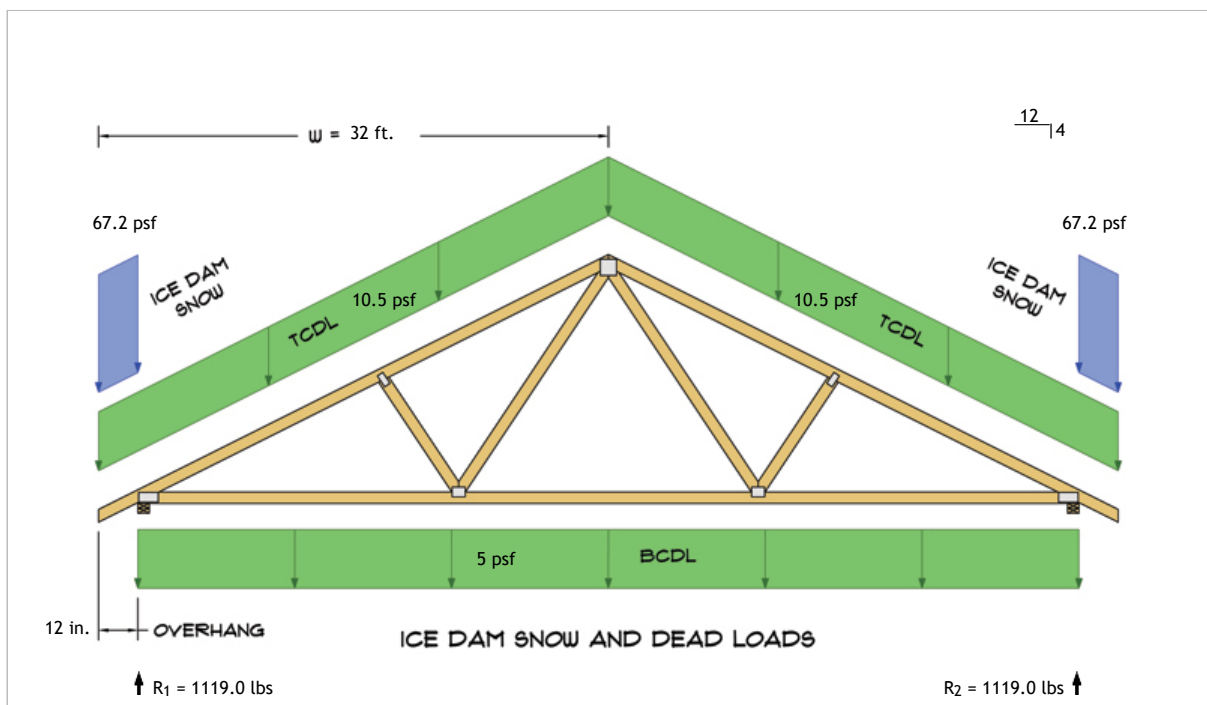 12
4
W = 32 ft.
67.2 psf
67.2 psf
ICE DAM
SNOW
ICE DAM
SNOW
10.5 psf
10.5 psf
TCDL
TCDL
5 psf
BCDL
12 in.
OVERHANG
ICE DAM SNOW AND DEAD LOADS
R1 = 1119.0 lbs
R2 = 1119.0 lbs